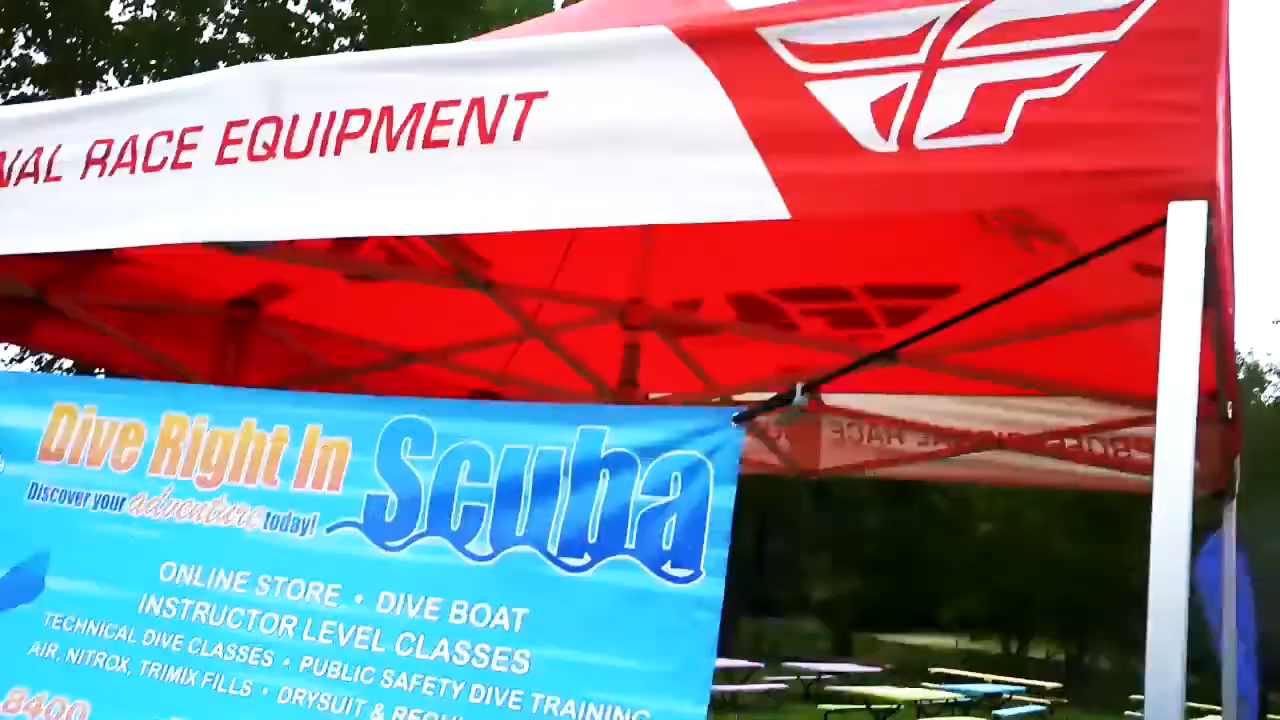 RACE EQUIPMENT
Dive Right In Scuba
Discover your adventure today!
ONLINE STORE • DIVE BOAT
INSTRUCTOR LEVEL CLASSES
TECHNICAL DIVE CLASSES • PUBLIC SAFETY DIVE TRAINING
AIR, NITROX, TRIMIX FILLS • DRYSUIT &
8400